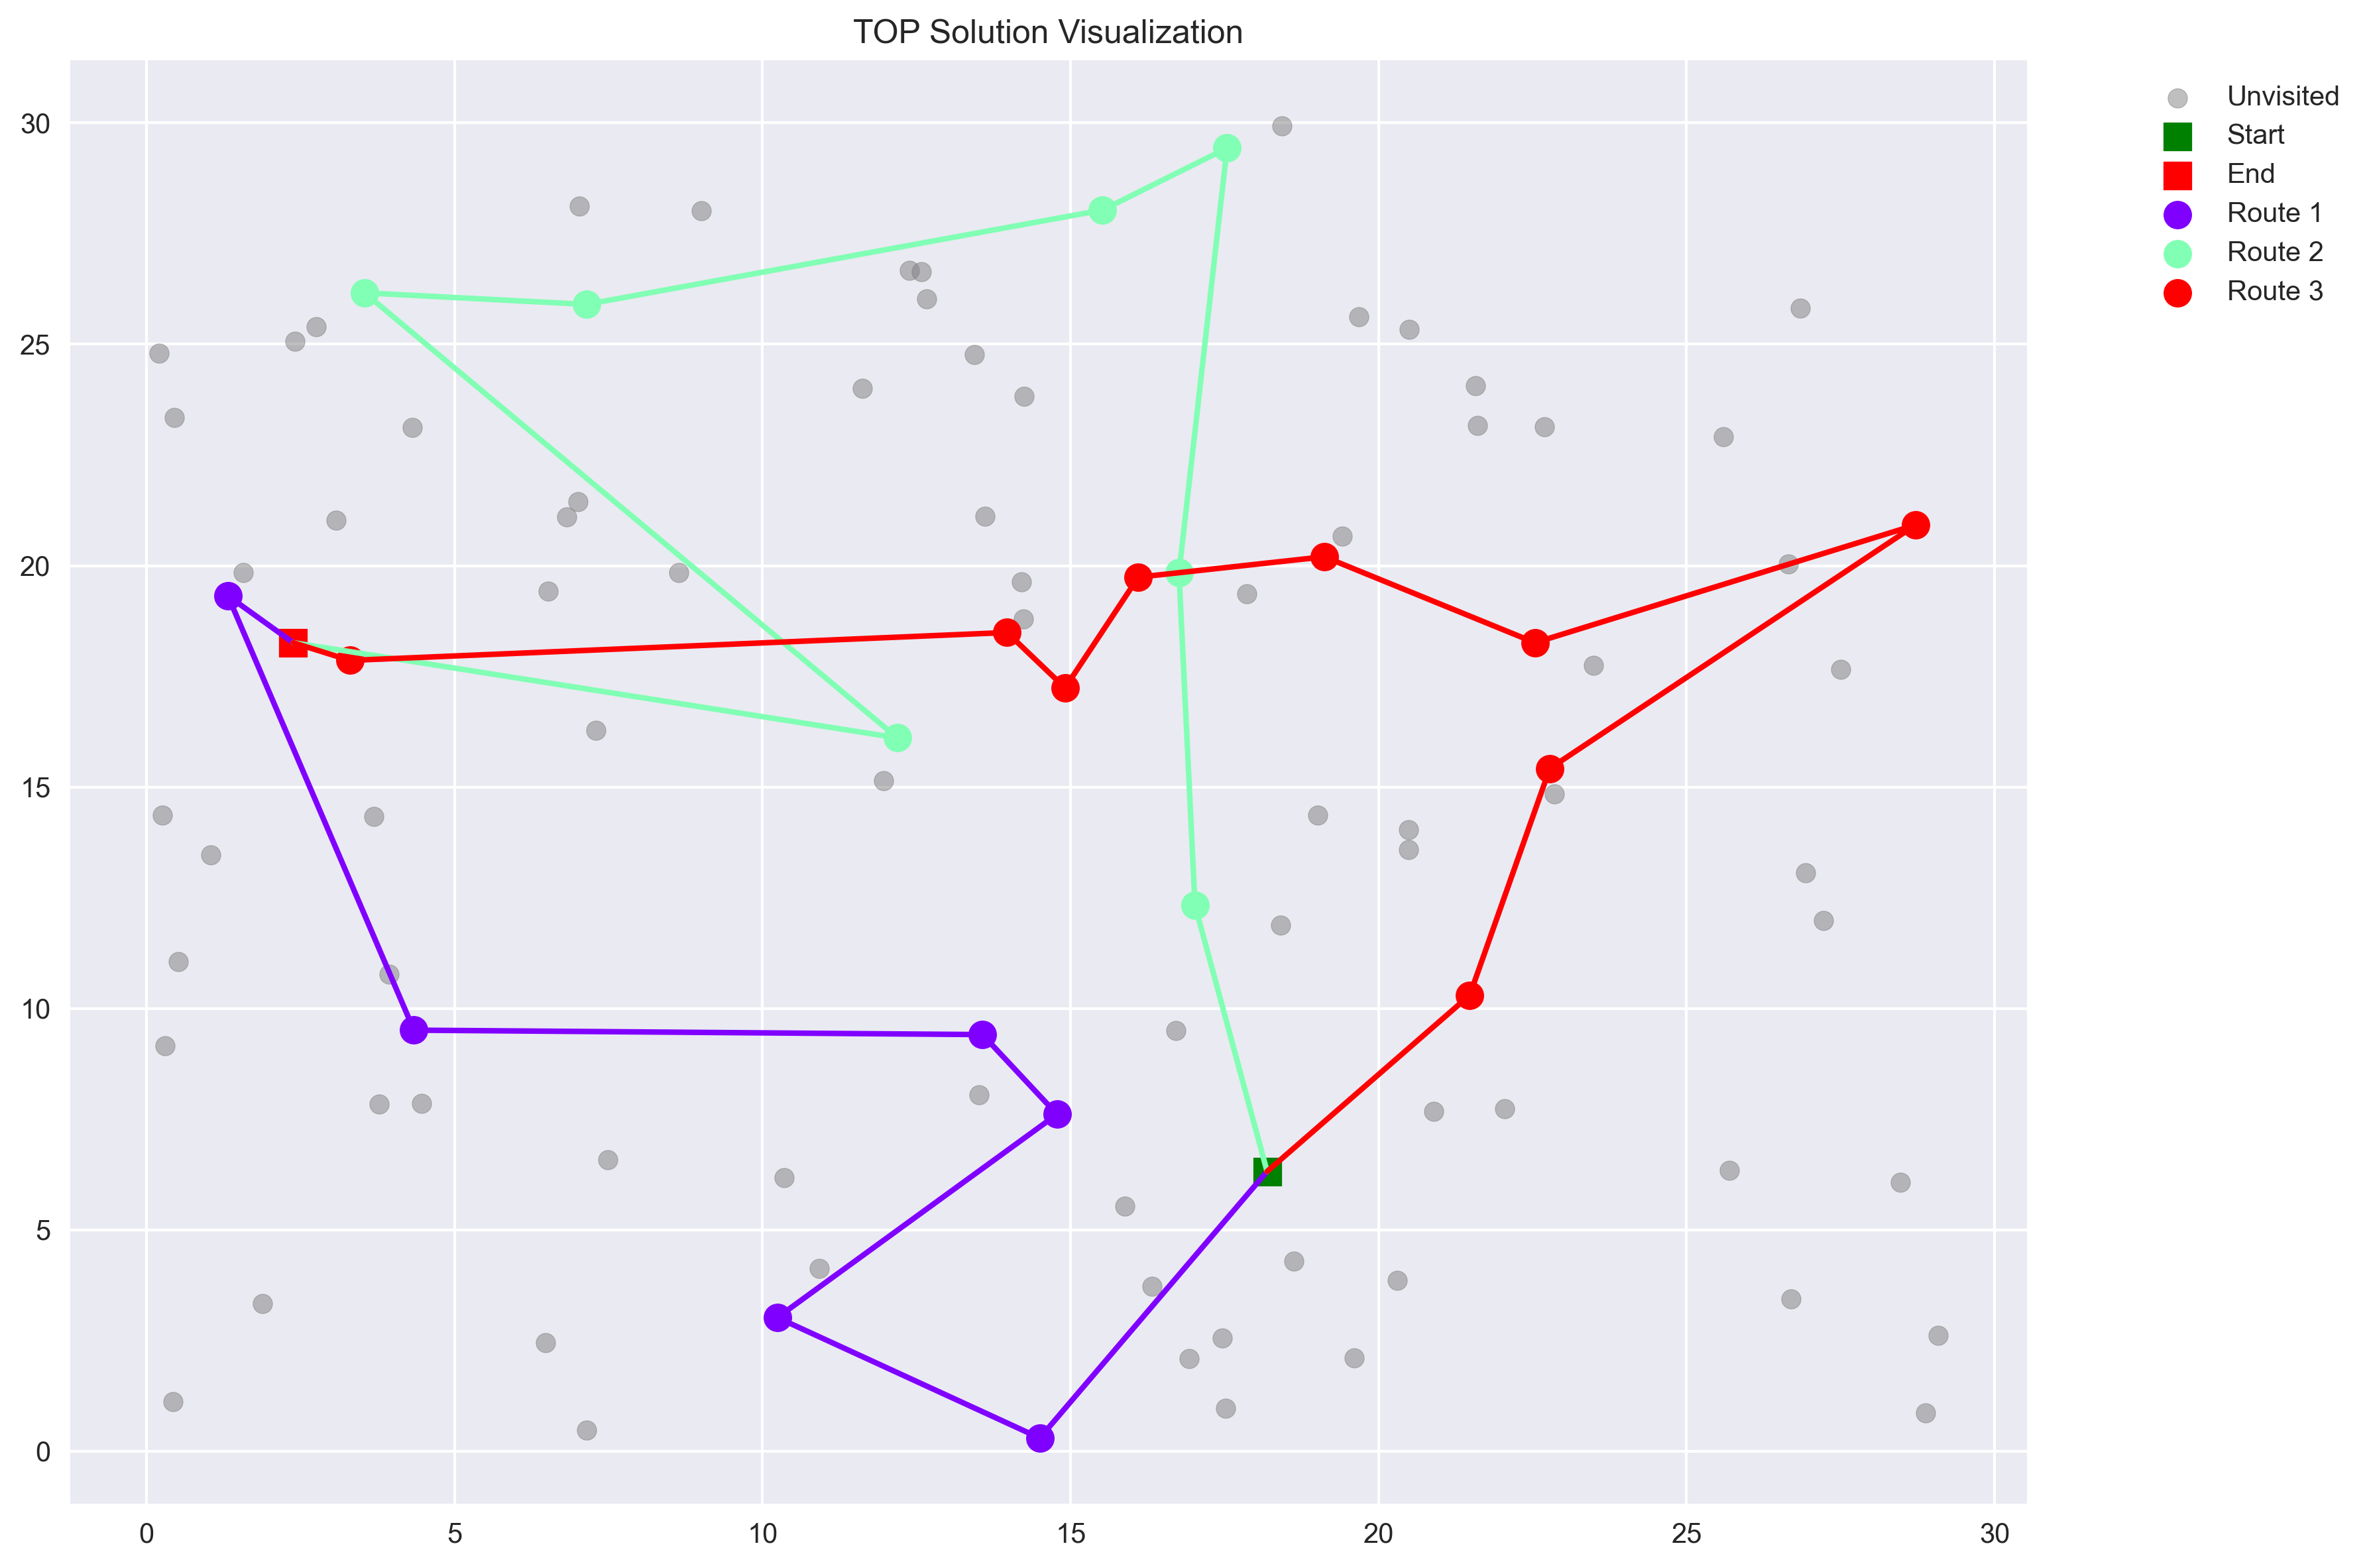 TOP Solution Visualization
Unvisited
Start
End
Route 1
Route 2
Route 3
30
25
20
15
10
5
0
0 5 10 15 20 25 30